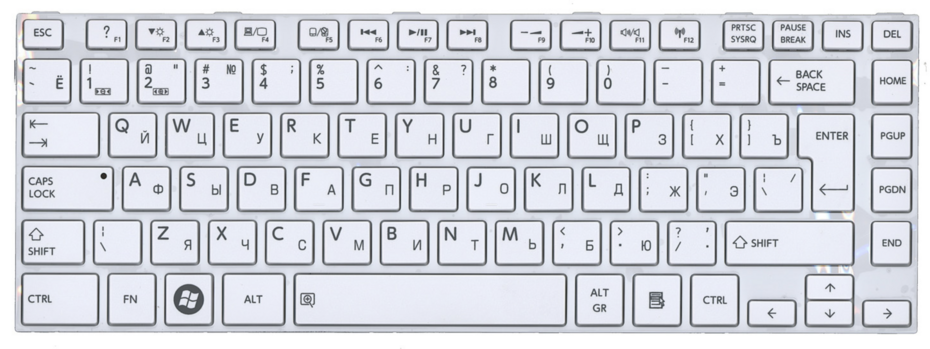 ESC ? F1 F2 F3 F4 F5 F6 F7 F8 F9 F10 F11 F12 PRTSC SYSRQ PAUSE BREAK INS DEL
~ ` Ё ! 1 @ " 2 # № 3 $ ; 4 % 5 ^ : 6 & ? 7 * 8 ( 9 ) 0 _ - + = ← BACK SPACE HOME
Q Й W Ц E У R К T Е Y Н U Г I Ш O Щ P З { [ Х } ] Ъ ENTER PGUP
CAPS LOCK A Ф S Ы D В F А G П H Р J О K Л L Д : ; Ж " ' Э | \ / PGDN
SHIFT | \ Z Я X Ч C С V М B И N Т M Ь < , Б > . Ю ? / , . SHIFT END
CTRL FN ALT ALT GR CTRL ← ↑ ↓ →